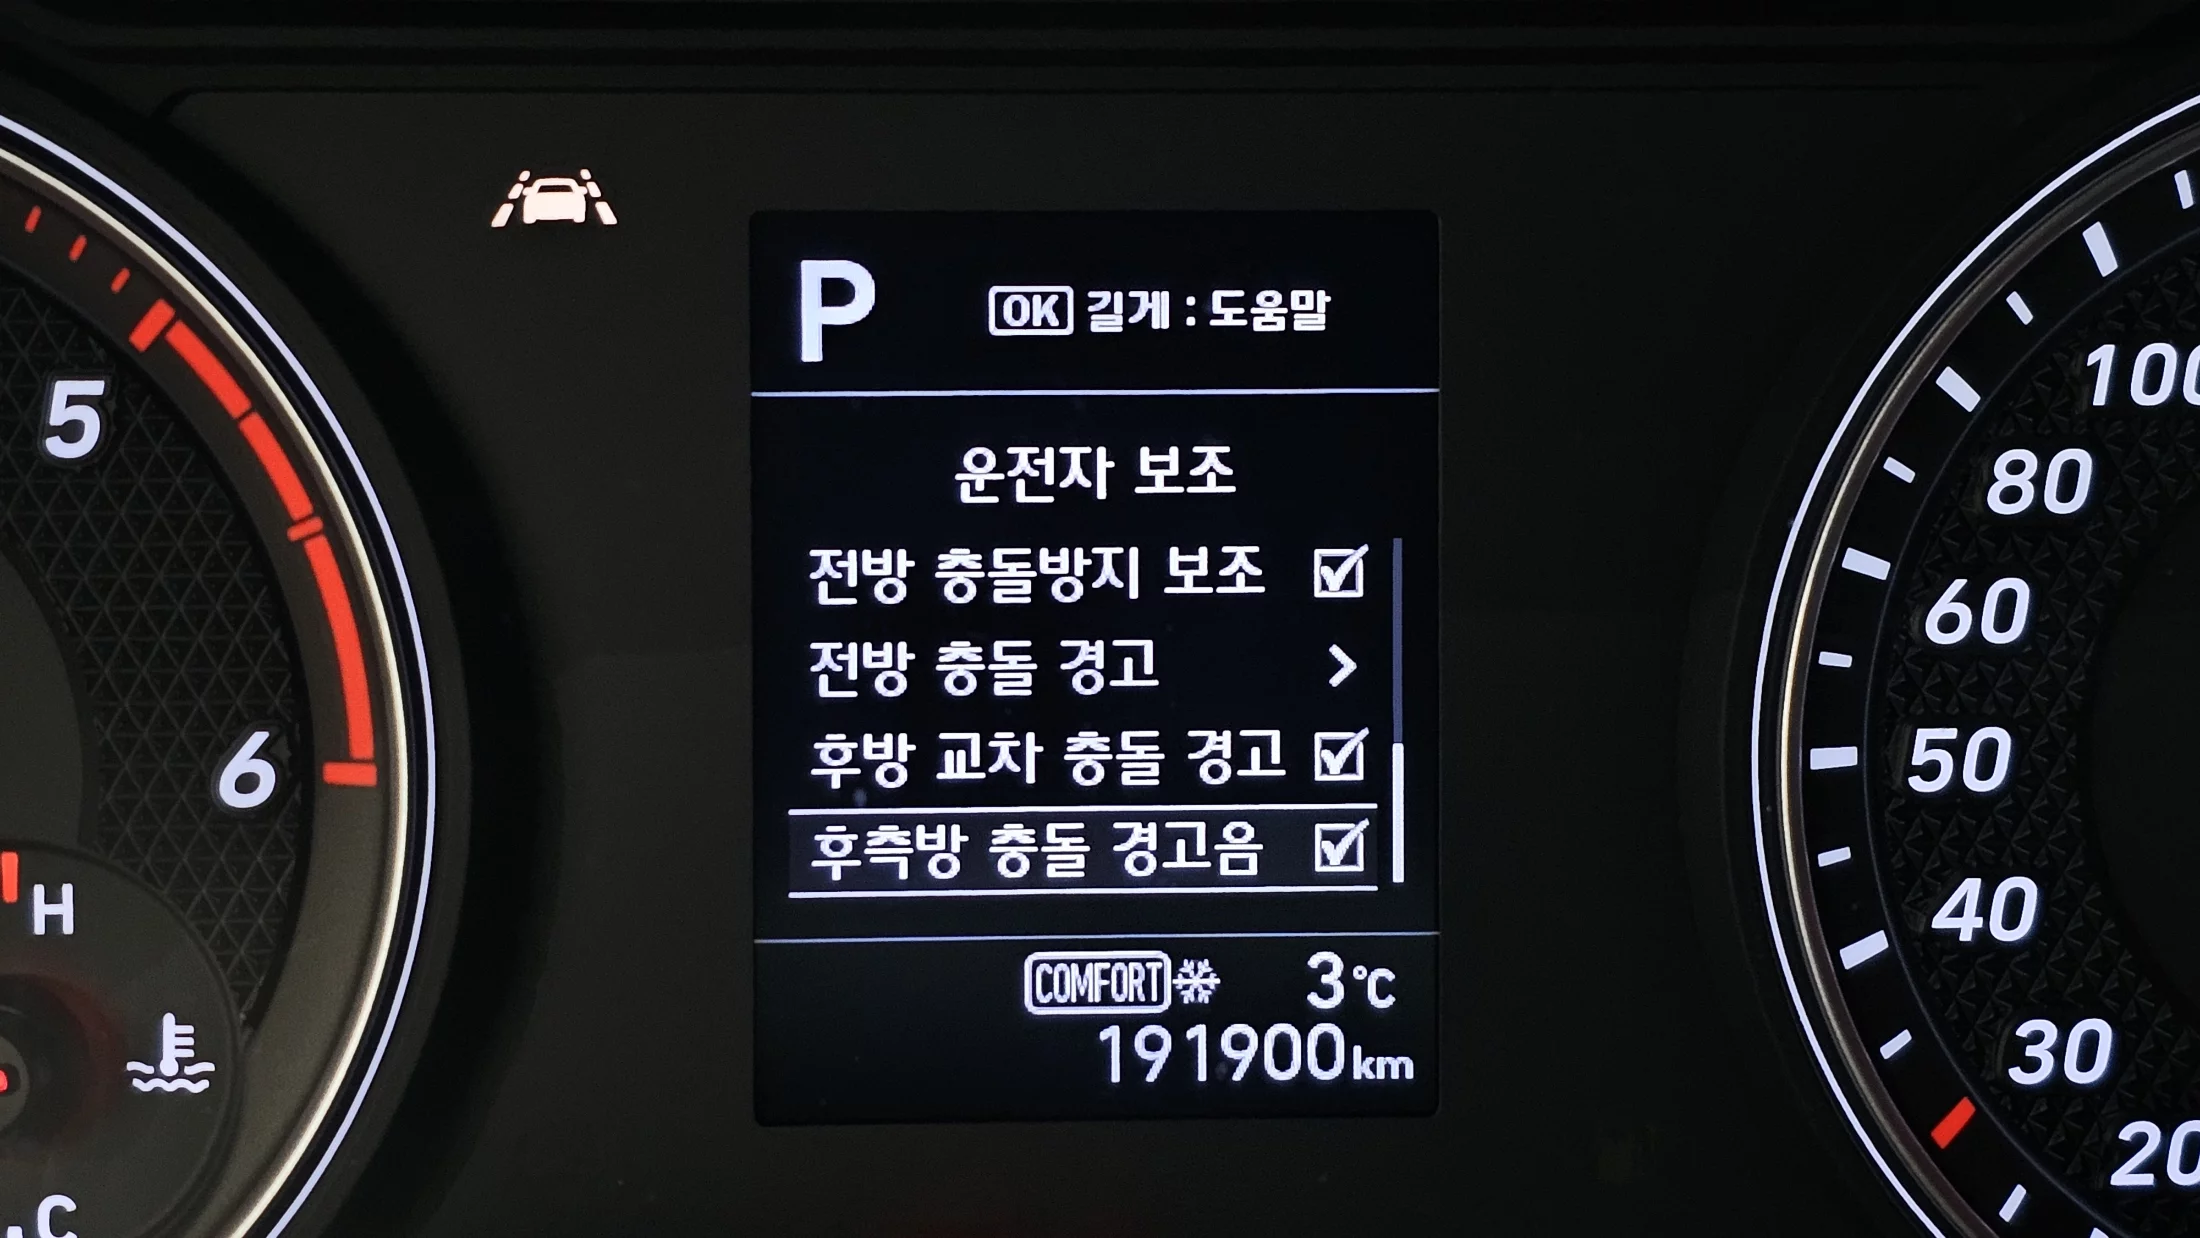 P
OK 길게 : 도움말
운전자 보조
전방 충돌방지 보조
전방 충돌 경고 >
후방 교차 충돌 경고
후측방 충돌 경고음
COMFORT 3°C
191900km
5
6
H
C
100
80
60
50
40
30
20